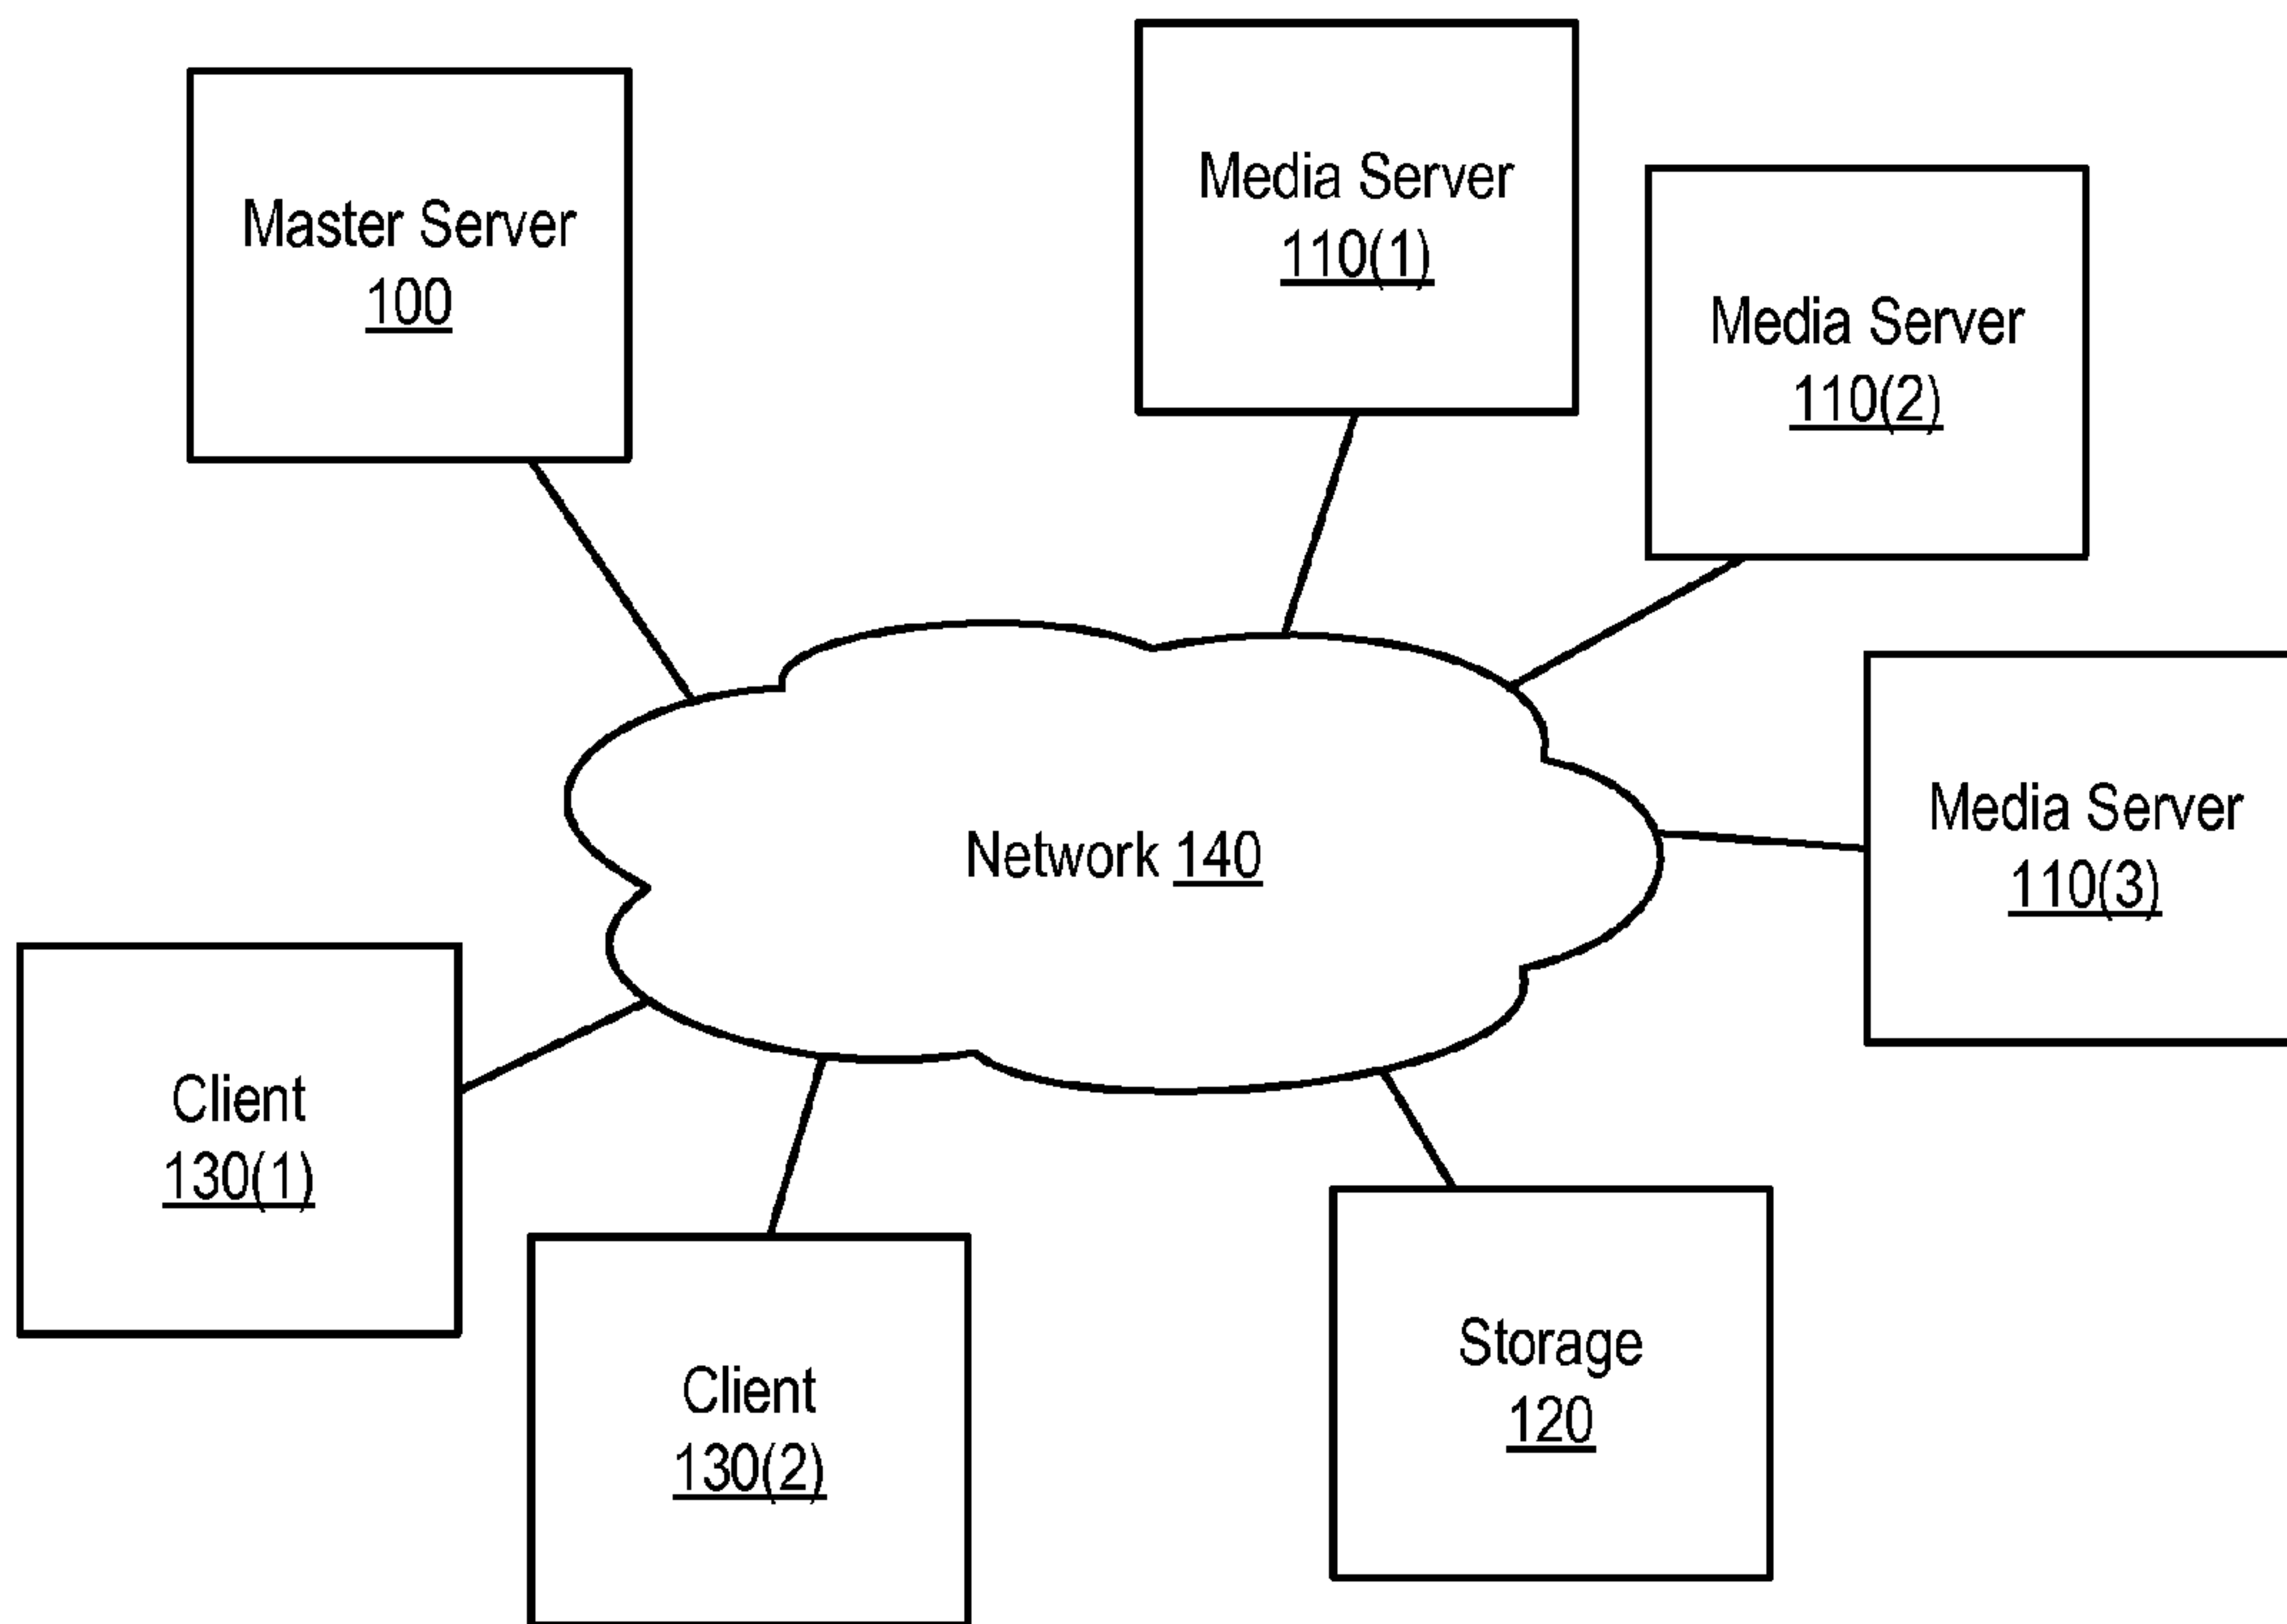 Master Server
100
Media Server
110(1)
Media Server
110(2)
Media Server
110(3)
Network 140
Client
130(1)
Client
130(2)
Storage
120